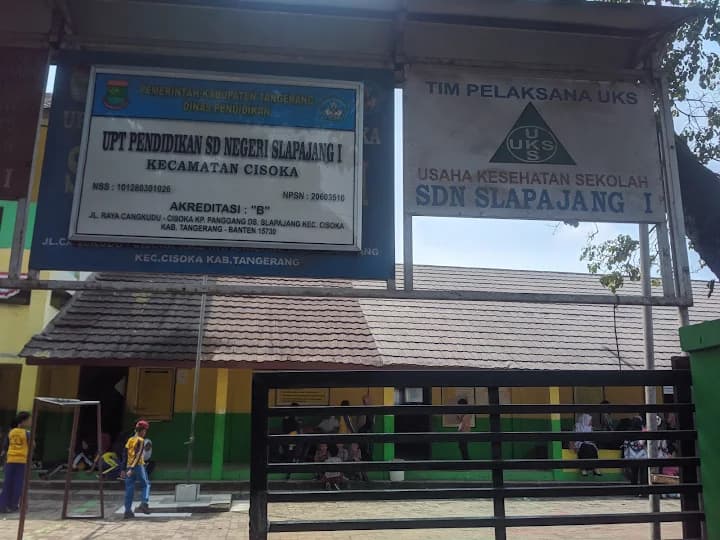 PEMERINTAH KABUPATEN TANGERANG
DINAS PENDIDIKAN
UPT PENDIDIKAN SD NEGERI SLAPAJANG I
KECAMATAN CISOKA
NSS : 101280301026
NPSN : 20603510
AKREDITASI : "B"
JL. RAYA CANGKUDU - CISOKA KP. PANGGANG DS. SLAPAJANG KEC. CISOKA
KAB. TANGERANG - BANTEN 15730
KEC.CISOKA KAB.TANGERANG
TIM PELAKSANA UKS
U
UKS
S
USAHA KESEHATAN SEKOLAH
SDN SLAPAJANG I